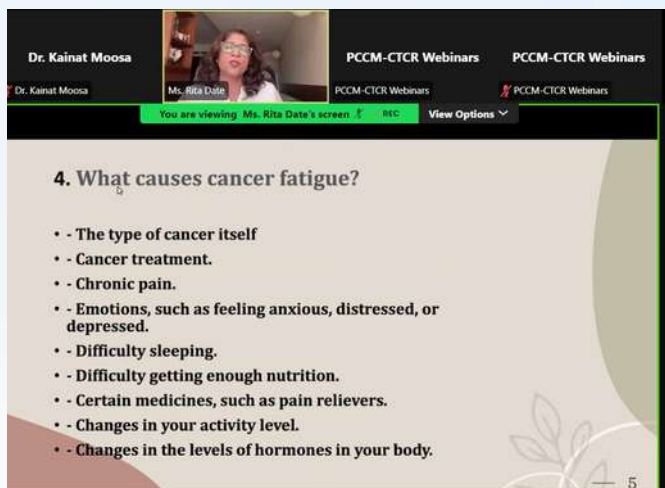 Dr. Kainat Moosa
PCCM-CTCR Webinars
PCCM-CTCR Webinars
Dr. Kainat Moosa
Ms. Rita Date
PCCM-CTCR Webinars
PCCM-CTCR Webinars
You are viewing Ms. Rita Date's screen
REC
View Options
4. What causes cancer fatigue?
• - The type of cancer itself
• - Cancer treatment.
• - Chronic pain.
• - Emotions, such as feeling anxious, distressed, or
depressed.
• - Difficulty sleeping.
• - Difficulty getting enough nutrition.
• - Certain medicines, such as pain relievers.
• - Changes in your activity level.
• - Changes in the levels of hormones in your body.
5